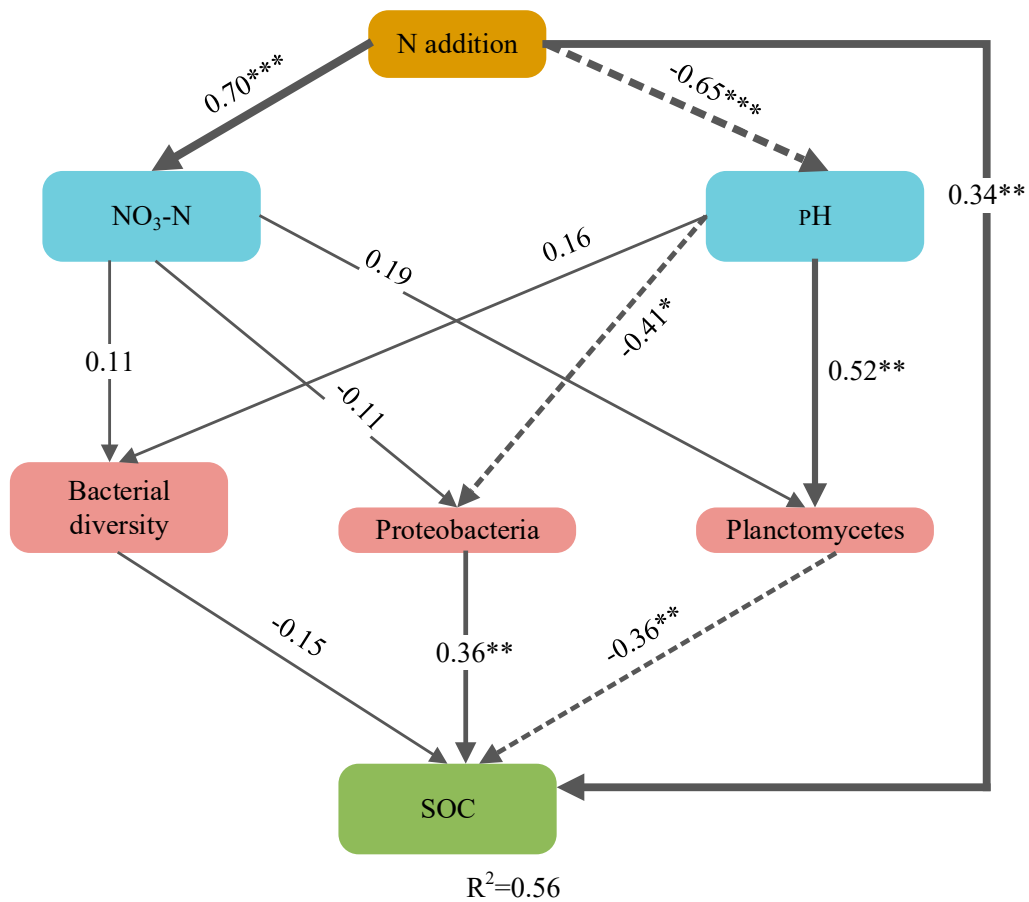 N addition
0.70***
-0.65***
0.34**
NO₃-N
pH
0.16
0.19
-0.41*
0.11
0.52**
-0.11
Bacterial
diversity
Proteobacteria
Planctomycetes
-0.15
0.36**
-0.36**
SOC
R²=0.56